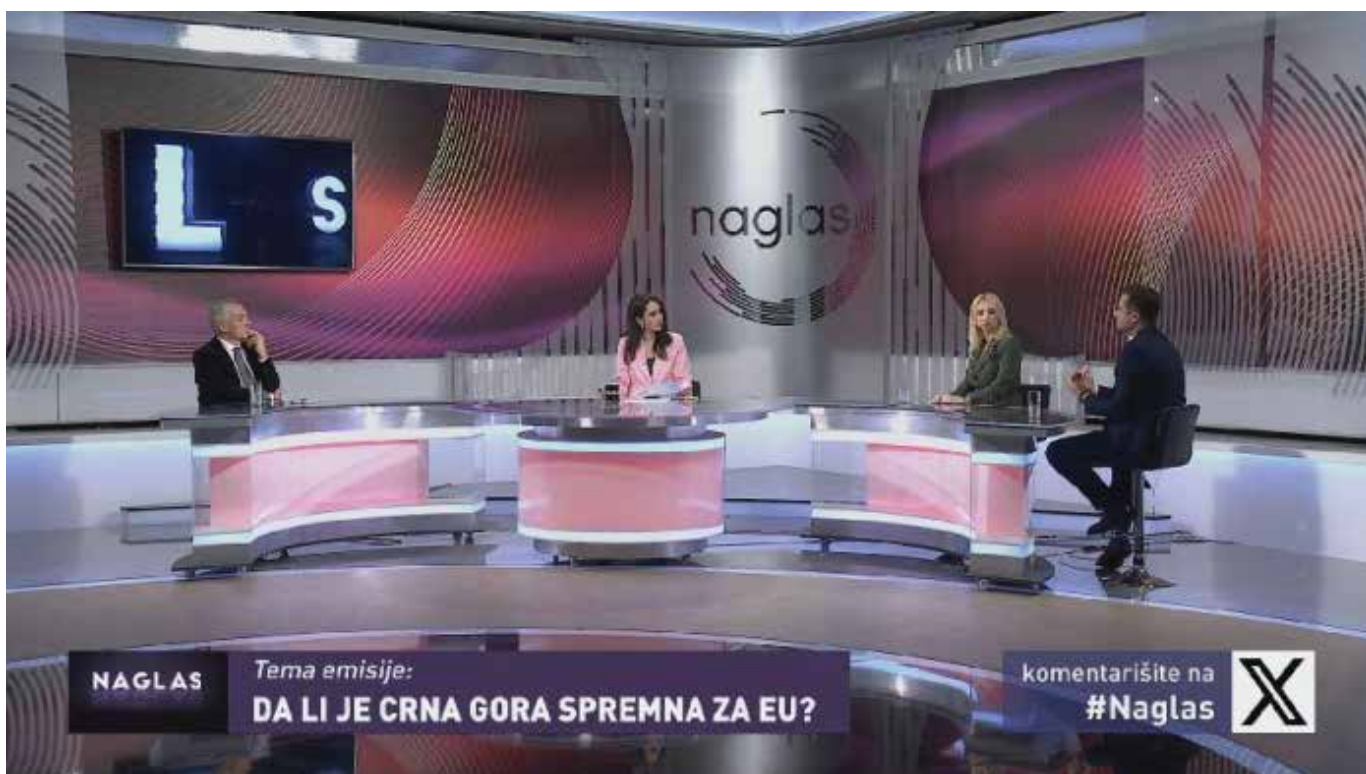 L S
naglas
NAGLAS
Tema emisije:
DA LI JE CRNA GORA SPREMNA ZA EU?
komentarišite na
#Naglas
X